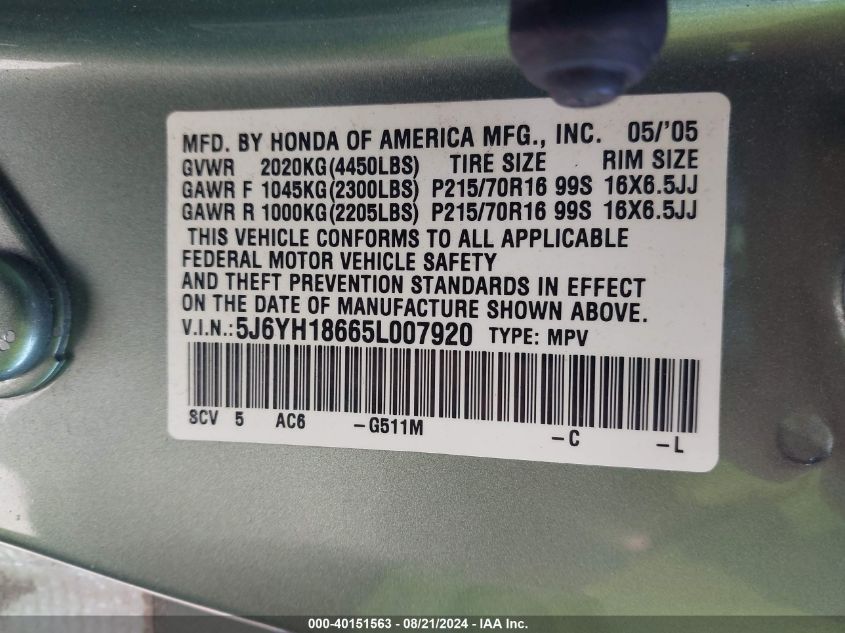 MFD. BY HONDA OF AMERICA MFG., INC. 05/'05
GVWR 2020KG(4450LBS) TIRE SIZE RIM SIZE
GAWR F 1045KG(2300LBS) P215/70R16 99S 16X6.5JJ
GAWR R 1000KG(2205LBS) P215/70R16 99S 16X6.5JJ
THIS VEHICLE CONFORMS TO ALL APPLICABLE
FEDERAL MOTOR VEHICLE SAFETY
AND THEFT PREVENTION STANDARDS IN EFFECT
ON THE DATE OF MANUFACTURE SHOWN ABOVE.
V.I.N.:5J6YH18665L007920 TYPE: MPV
SCV 5 AC6 -G511M -C -L
000-40151563 - 08/21/2024 - IAA Inc.